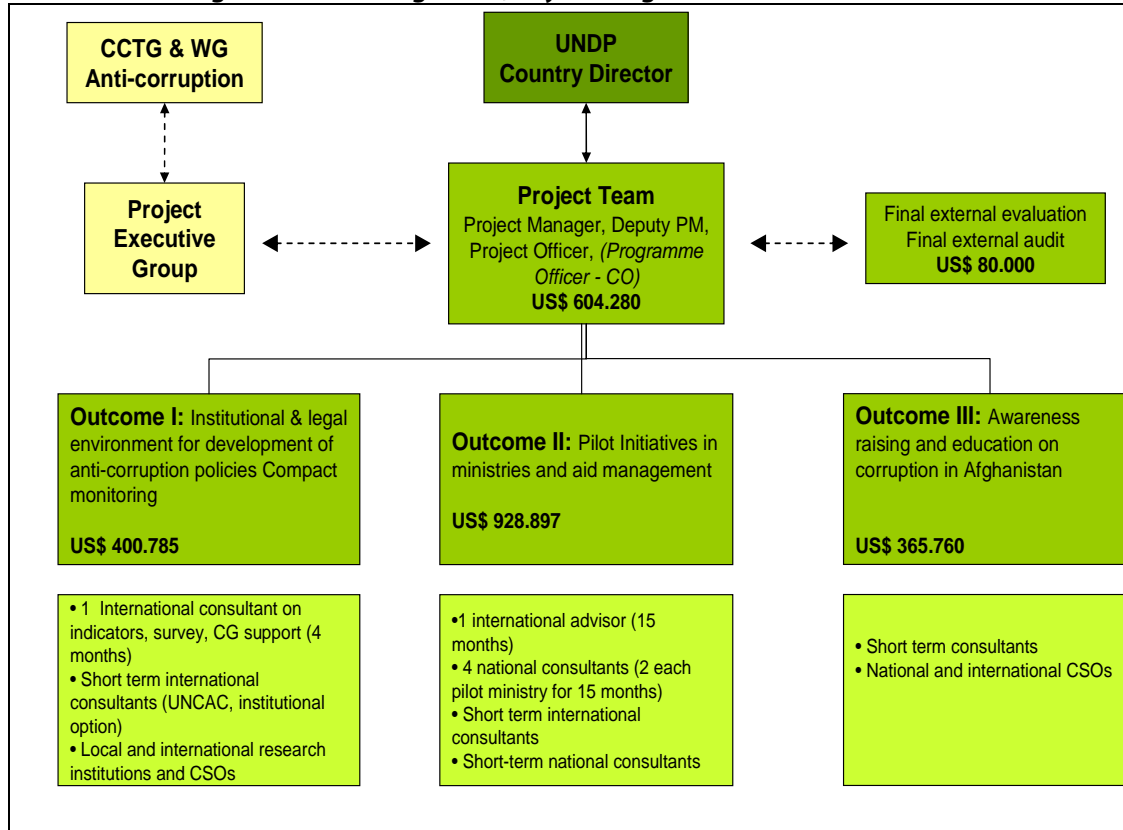 CCTG & WG
Anti-corruption
UNDP
Country Director
Project
Executive
Group
Project Team
Project Manager, Deputy PM,
Project Officer, (Programme
Officer - CO)
US$ 604.280
Final external evaluation
Final external audit
US$ 80.000
Outcome I: Institutional & legal
environment for development of
anti-corruption policies Compact
monitoring
US$ 400.785
Outcome II: Pilot Initiatives in
ministries and aid management
US$ 928.897
Outcome III: Awareness
raising and education on
corruption in Afghanistan
US$ 365.760
• 1 International consultant on
indicators, survey, CG support (4
months)
• Short term international
consultants (UNCAC, institutional
option)
• Local and international research
institutions and CSOs
•1 international advisor (15
months)
• 4 national consultants (2 each
pilot ministry for 15 months)
• Short term international
consultants
• Short-term national consultants
• Short term consultants
• National and international CSOs